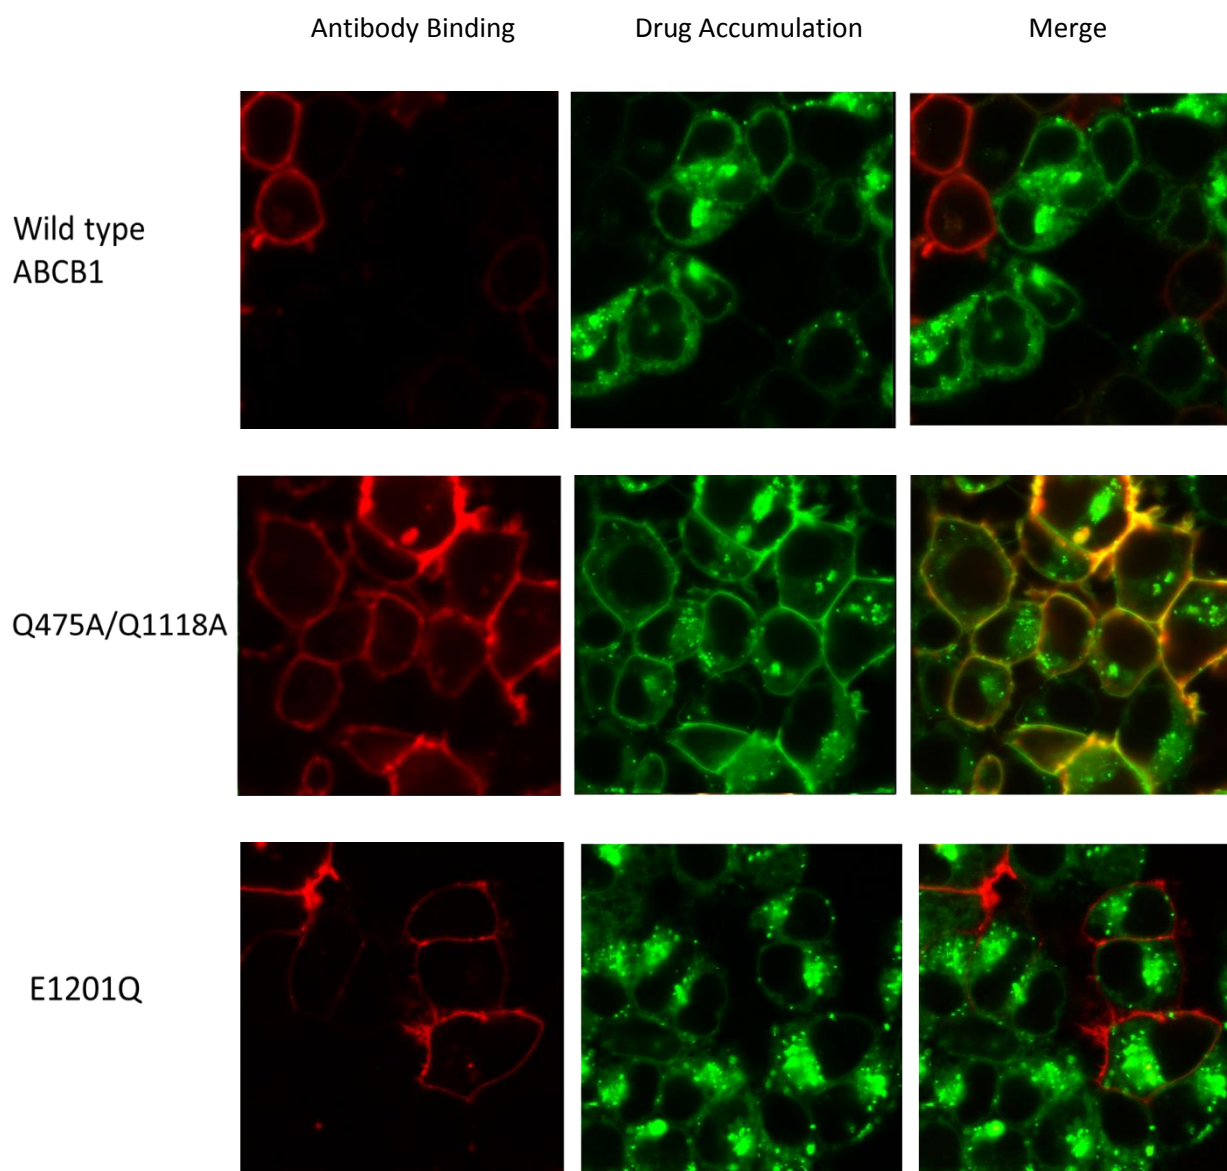 Antibody Binding
Drug Accumulation
Merge
Wild type
ABCB1
Q475A/Q1118A
E1201Q